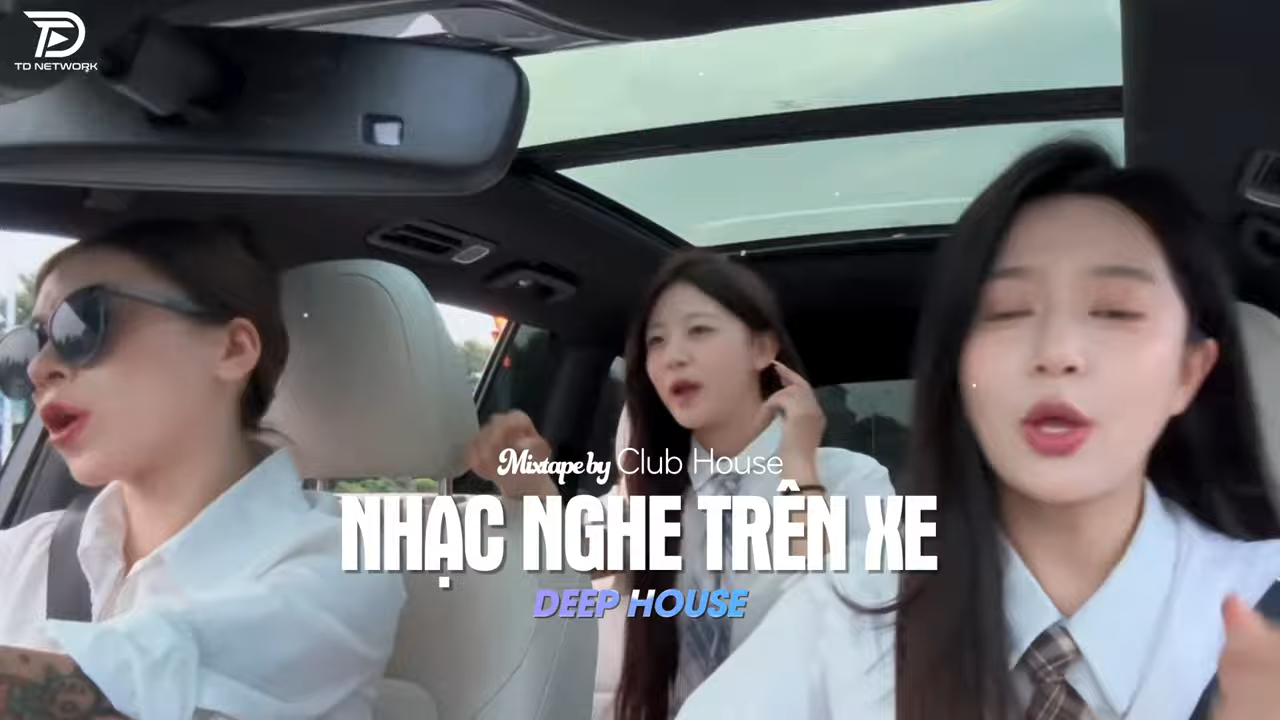 TD NETWORK
Mixtape by Club House
NHẠC NGHE TRÊN XE
DEEP HOUSE